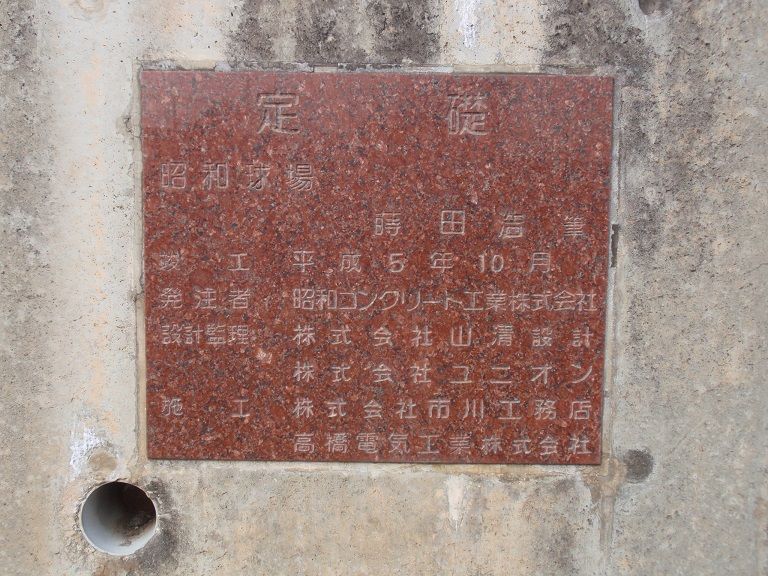 定礎
昭和球場
蒔田浩筆
竣工 平成5年10月
発注者 昭和コンクリート工業株式会社
設計監理 株式会社山清設計
株式会社ユニオン
施工 株式会社市川工務店
高橋電気工業株式会社